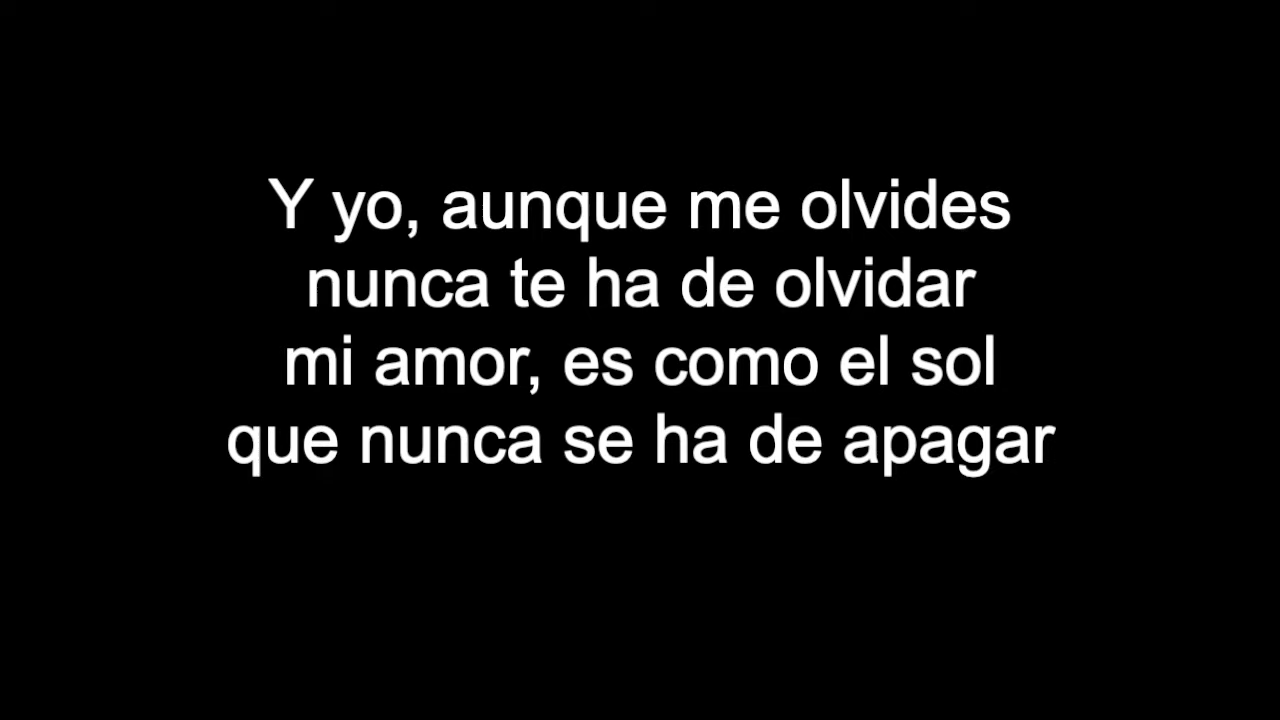 Y yo, aunque me olvides
nunca te ha de olvidar
mi amor, es como el sol
que nunca se ha de apagar